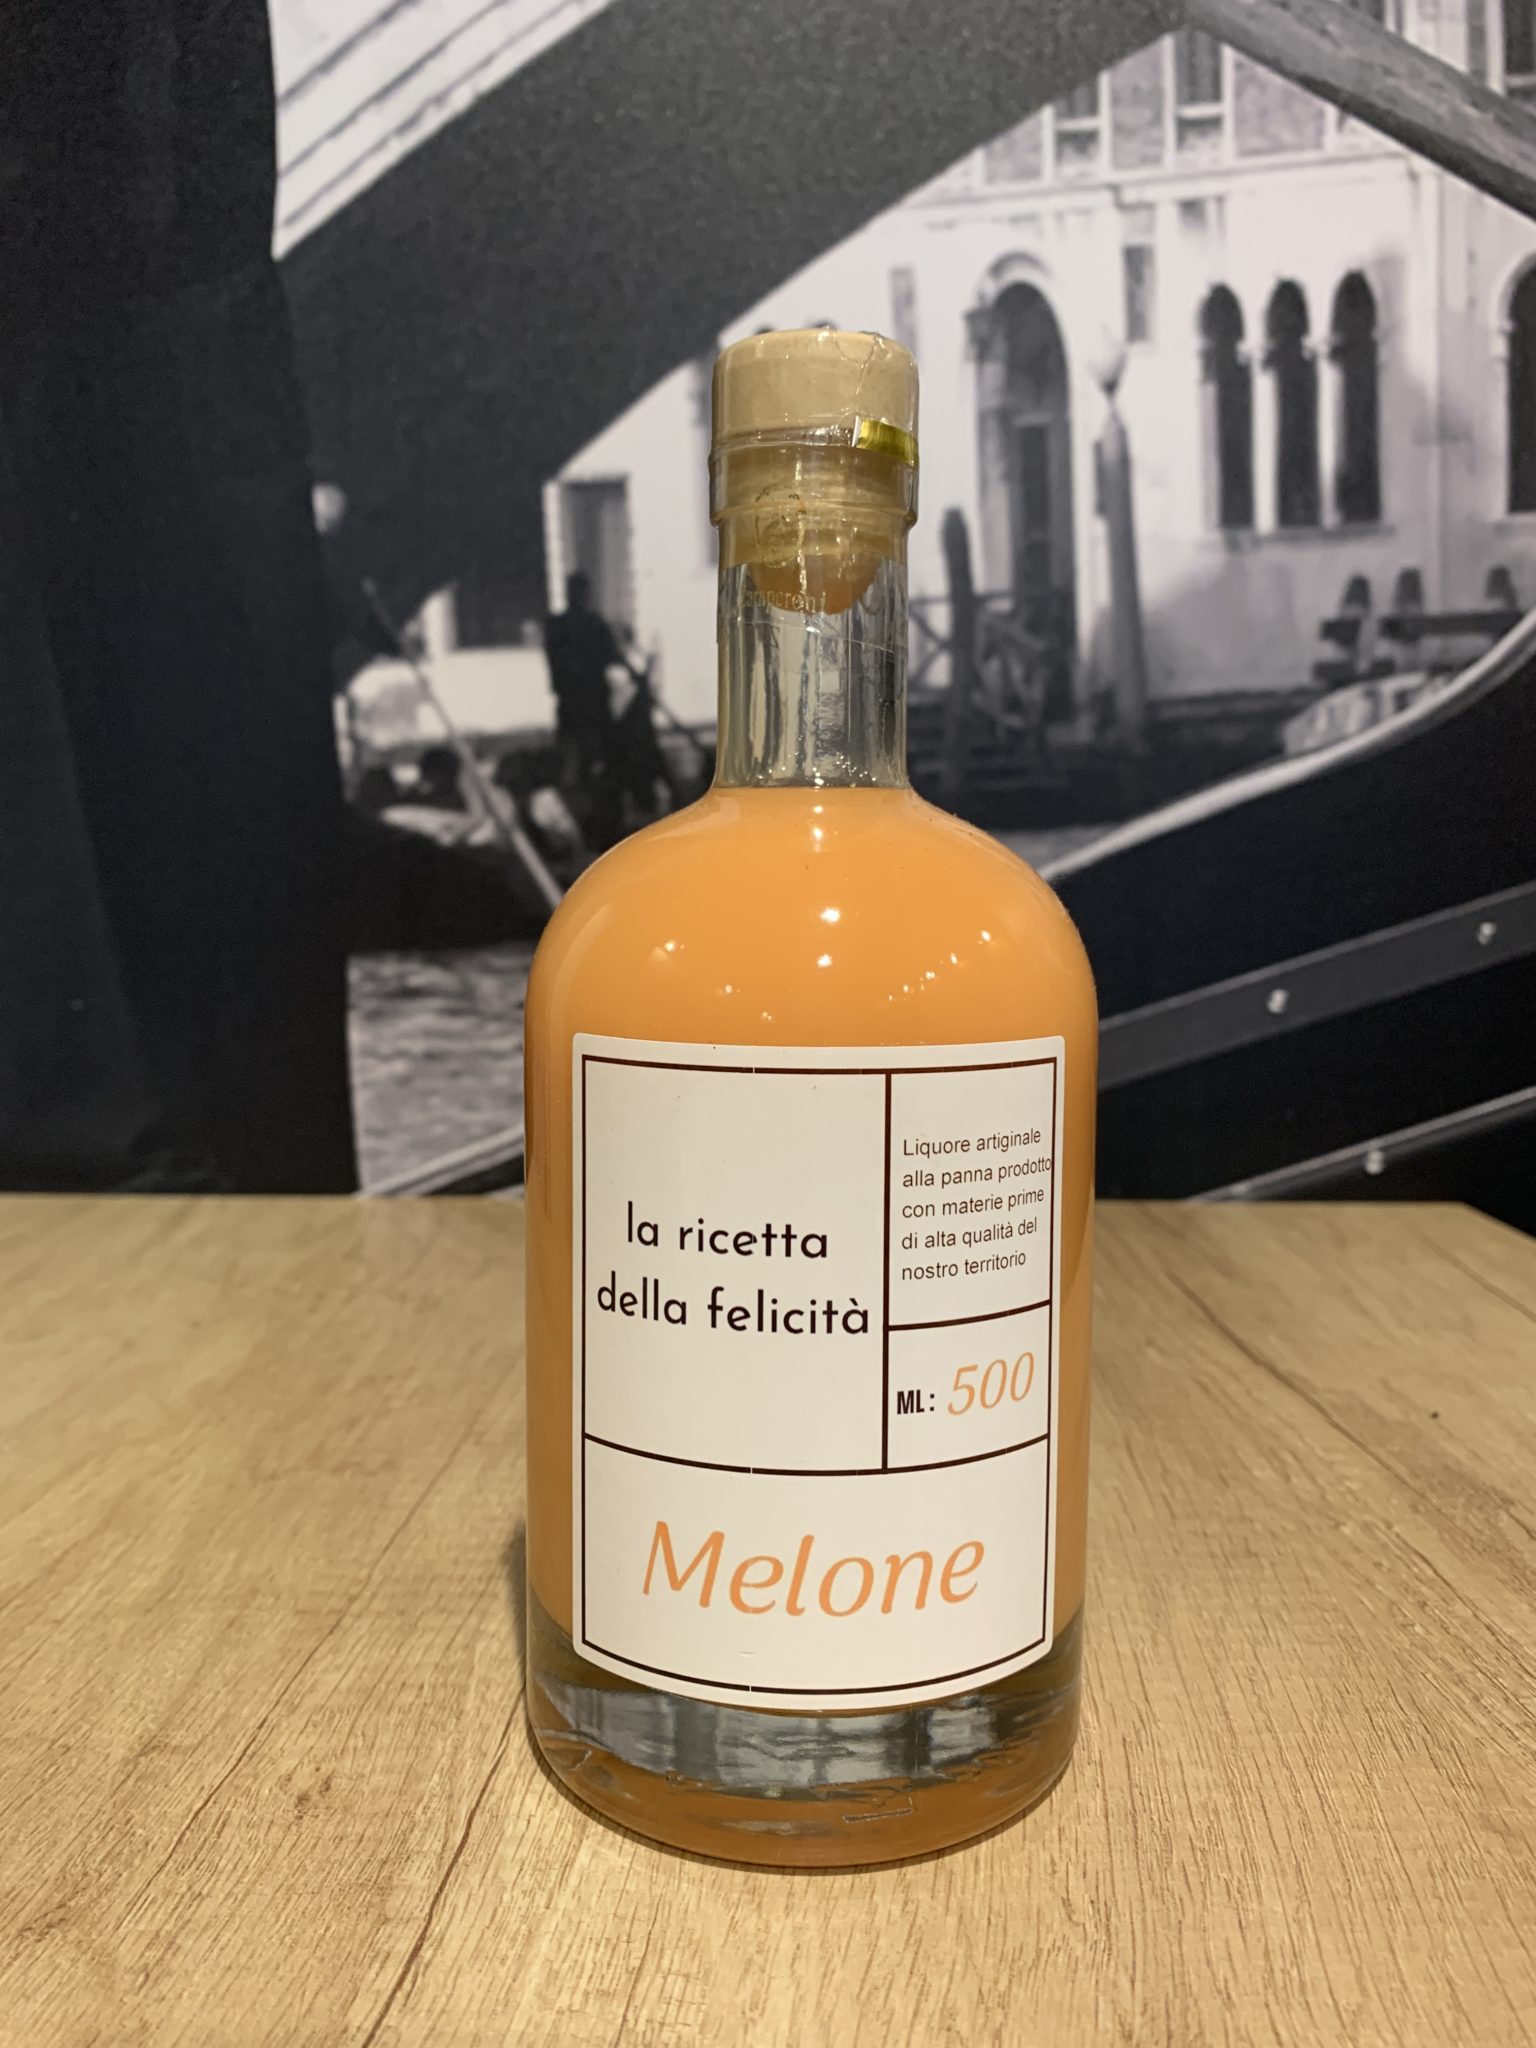 la ricetta
della felicità
Liquore artiginale
alla panna prodotto
con materie prime
di alta qualità del
nostro territorio
ML: 500
Melone